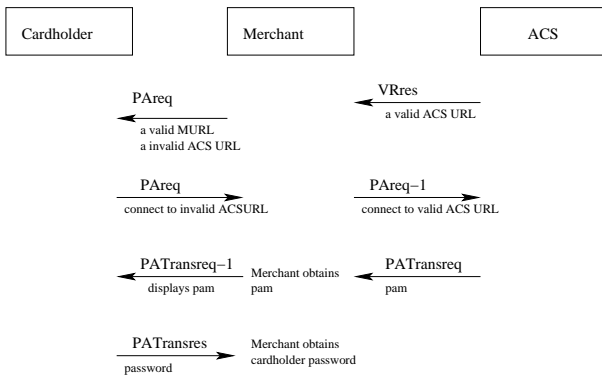 Cardholder
Merchant
ACS
VRres
a valid ACS URL
PAreq
a valid MURL
a invalid ACS URL
PAreq
connect to invalid ACSURL
PAreq-1
connect to valid ACS URL
PATransreq-1
displays pam
Merchant obtains
pam
PATransreq
pam
PATransres
password
Merchant obtains
cardholder password